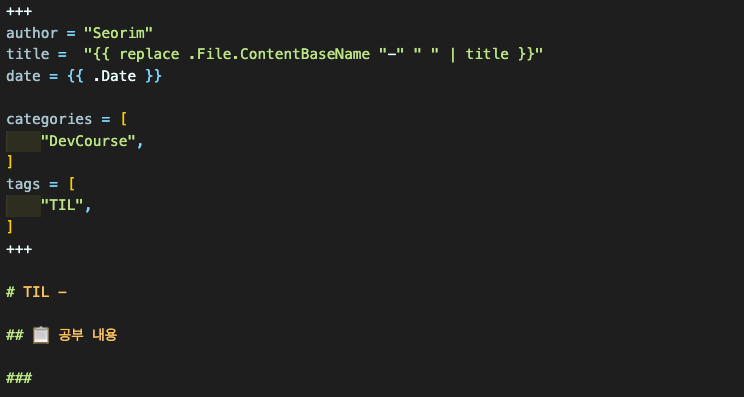 +++
author = "Seorim"
title =  "{{ replace .File.ContentBaseName "-" " " | title }}"
date = {{ .Date }}
categories = [
    "DevCourse",
]
tags = [
    "TIL",
]
+++
# TIL -
## 📋 공부 내용
###